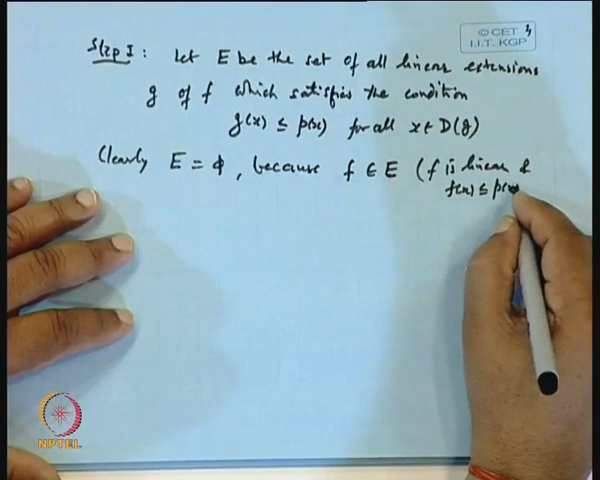 © CET
I.I.T. KGP
Step I : Let E be the set of all linear extensions
g of f which satisfies the condition
g(x) ≤ p(x) for all x ∈ D(g)
Clearly E = φ, because f ∈ E (f is linear &
f(x) ≤ p(x
NPTEL